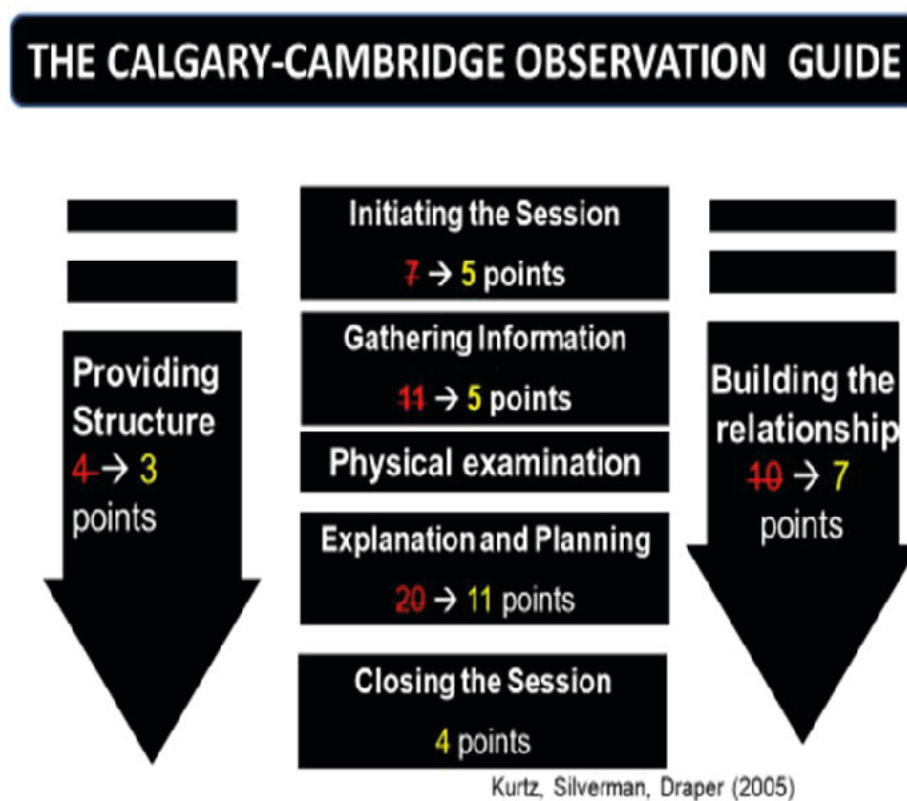 THE CALGARY-CAMBRIDGE OBSERVATION GUIDE
Initiating the Session
7 → 5 points
Gathering Information
11 → 5 points
Physical examination
Explanation and Planning
20 → 11 points
Closing the Session
4 points
Providing
Structure
4 → 3
points
Building the
relationship
10 → 7
points
Kurtz, Silverman, Draper (2005)